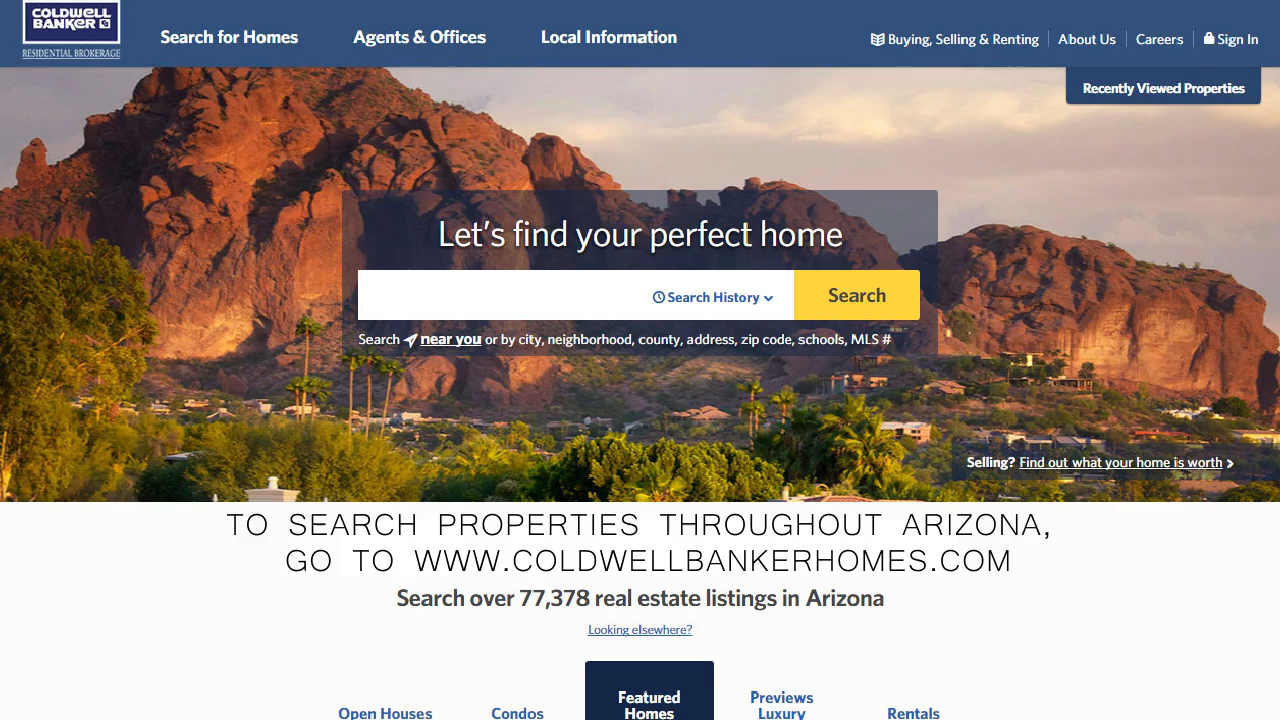 COLDWELL
BANKER
RESIDENTIAL BROKERAGE
Search for Homes
Agents & Offices
Local Information
Buying, Selling & Renting
About Us
Careers
Sign In
Recently Viewed Properties
Let's find your perfect home
Search History
Search
Search near you or by city, neighborhood, county, address, zip code, schools, MLS #
Selling? Find out what your home is worth
TO SEARCH PROPERTIES THROUGHOUT ARIZONA,
GO TO WWW.COLDWELLBANKERHOMES.COM
Search over 77,378 real estate listings in Arizona
Looking elsewhere?
Open Houses
Condos
Featured
Homes
Previews
Luxury
Rentals